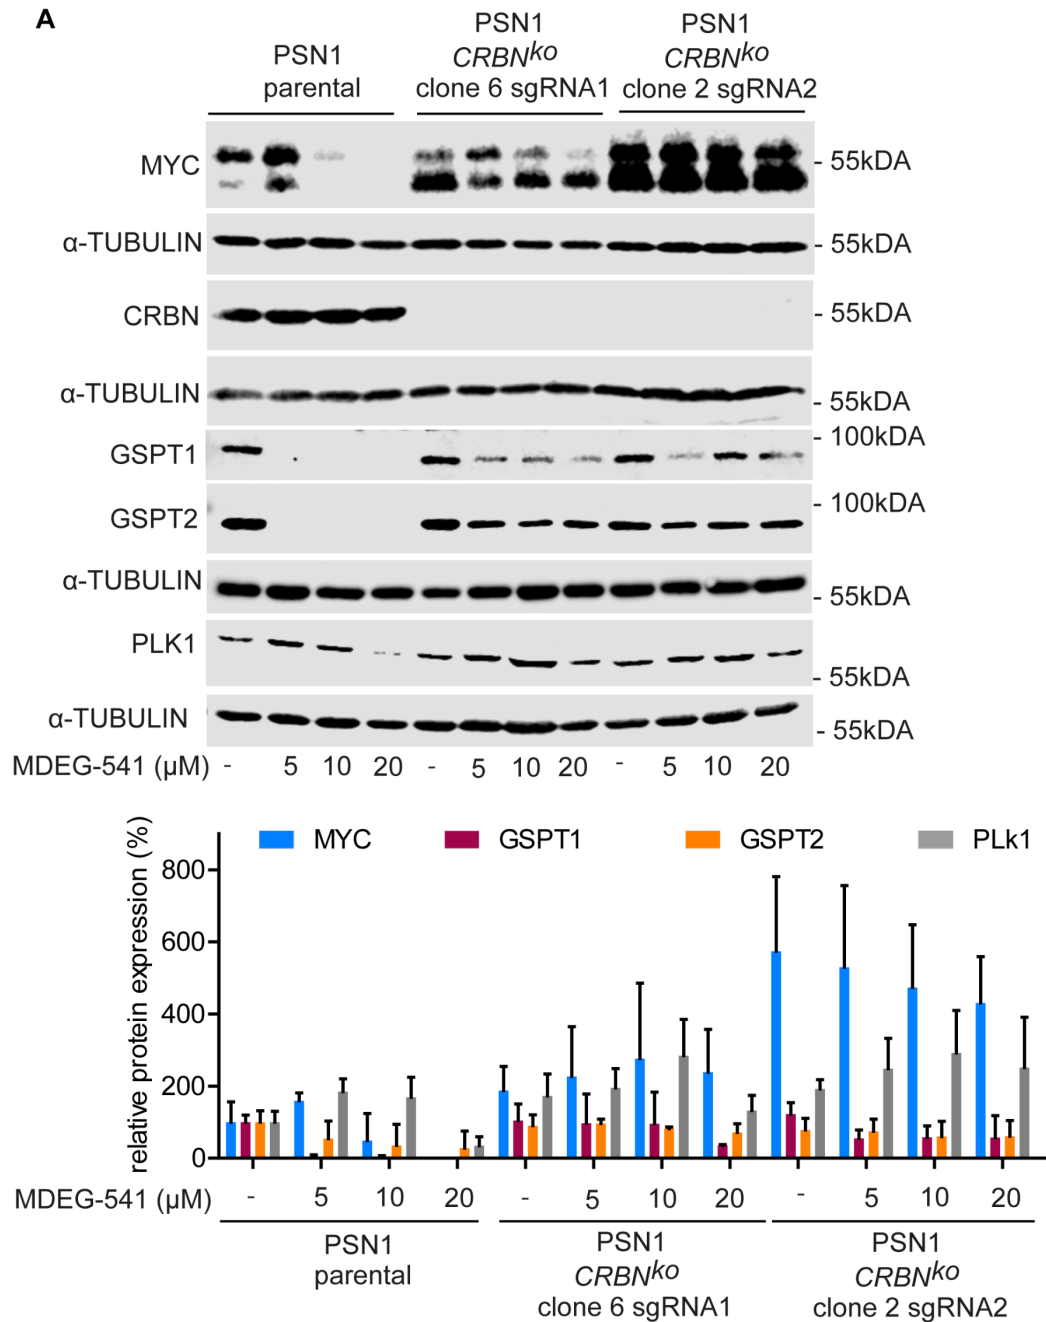 A
PSN1
parental
PSN1
CRBNko
clone 6 sgRNA1
PSN1
CRBNko
clone 2 sgRNA2
MYC
- 55kDA
α-TUBULIN
- 55kDA
CRBN
- 55kDA
α-TUBULIN
- 55kDA
- 100kDA
GSPT1
- 100kDA
GSPT2
α-TUBULIN
- 55kDA
PLK1
- 55kDA
α-TUBULIN
- 55kDA
MDEG-541 (µM) - 5 10 20 - 5 10 20 - 5 10 20
MYC GSPT1 GSPT2 PLk1
relative protein expression (%)
800
600
400
200
0
MDEG-541 (µM) - 5 10 20 - 5 10 20 - 5 10 20
PSN1
parental
PSN1
CRBNko
clone 6 sgRNA1
PSN1
CRBNko
clone 2 sgRNA2